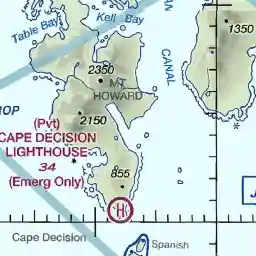 Table Bay
Kell Bay
CANAL
1350
2350
MT
HOWARD
2150
(Pvt)
CAPE DECISION
LIGHTHOUSE
34
(Emerg Only)
855
H
Cape Decision
Spanish